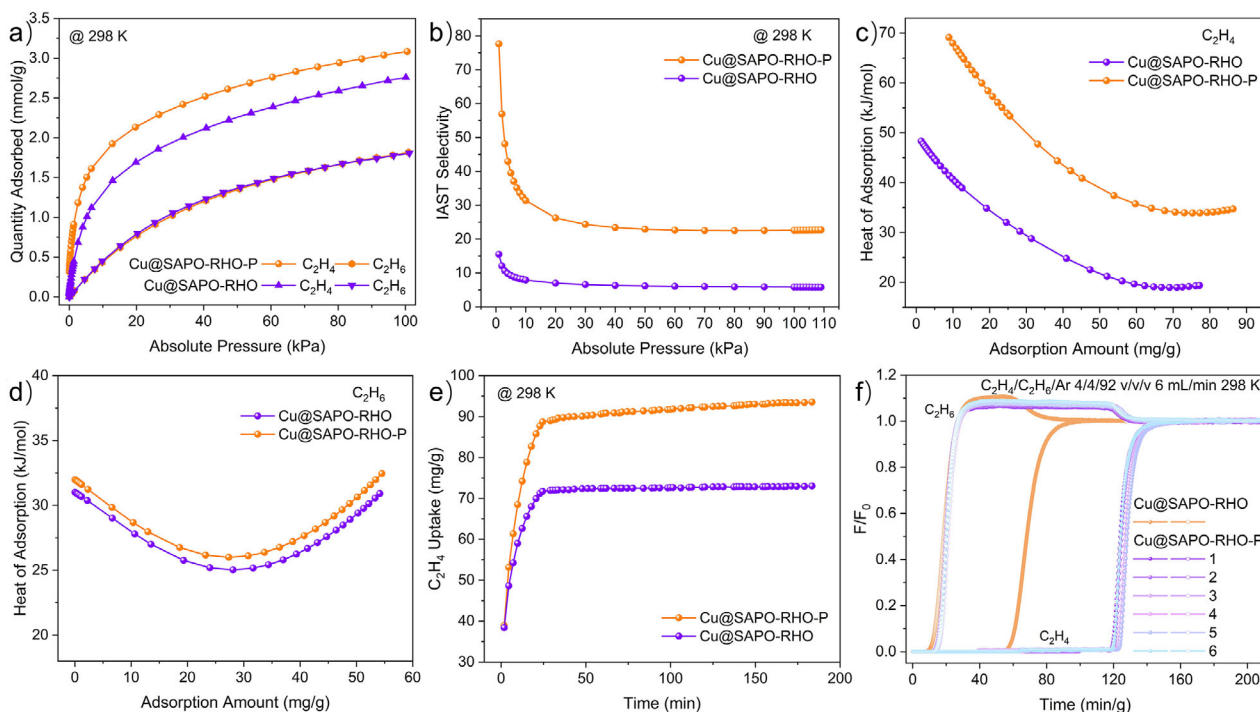 a)
@ 298 K
Quantity Adsorbed (mmol/g)
3.5
3.0
2.5
2.0
1.5
1.0
0.5
0.0
Cu@SAPO-RHO-P C₂H₄ C₂H₆
Cu@SAPO-RHO C₂H₄ C₂H₆
0 20 40 60 80 100
Absolute Pressure (kPa)
b)
@ 298 K
Cu@SAPO-RHO-P
Cu@SAPO-RHO
IAST Selectivity
80
70
60
50
40
30
20
10
0
0 10 20 30 40 50 60 70 80 90 100 110
Absolute Pressure (kPa)
c)
C₂H₄
Cu@SAPO-RHO
Cu@SAPO-RHO-P
Heat of Adsorption (kJ/mol)
70
60
50
40
30
20
0 10 20 30 40 50 60 70 80 90
Adsorption Amount (mg/g)
d)
C₂H₆
Cu@SAPO-RHO
Cu@SAPO-RHO-P
Heat of Adsorption (kJ/mol)
40
35
30
25
20
0 10 20 30 40 50 60
Adsorption Amount (mg/g)
e)
@ 298 K
C₂H₄ Uptake (mg/g)
100
90
80
70
60
50
40
30
Cu@SAPO-RHO-P
Cu@SAPO-RHO
0 50 100 150 200
Time (min)
f)
C₂H₄/C₂H₆/Ar 4/4/92 v/v/v 6 mL/min 298 K
C₂H₆
F/F₀
1.2
1.0
0.8
0.6
0.4
0.2
0.0
Cu@SAPO-RHO
Cu@SAPO-RHO-P
1
2
3
4
5
6
C₂H₄
0 40 80 120 160 200
Time (min/g)